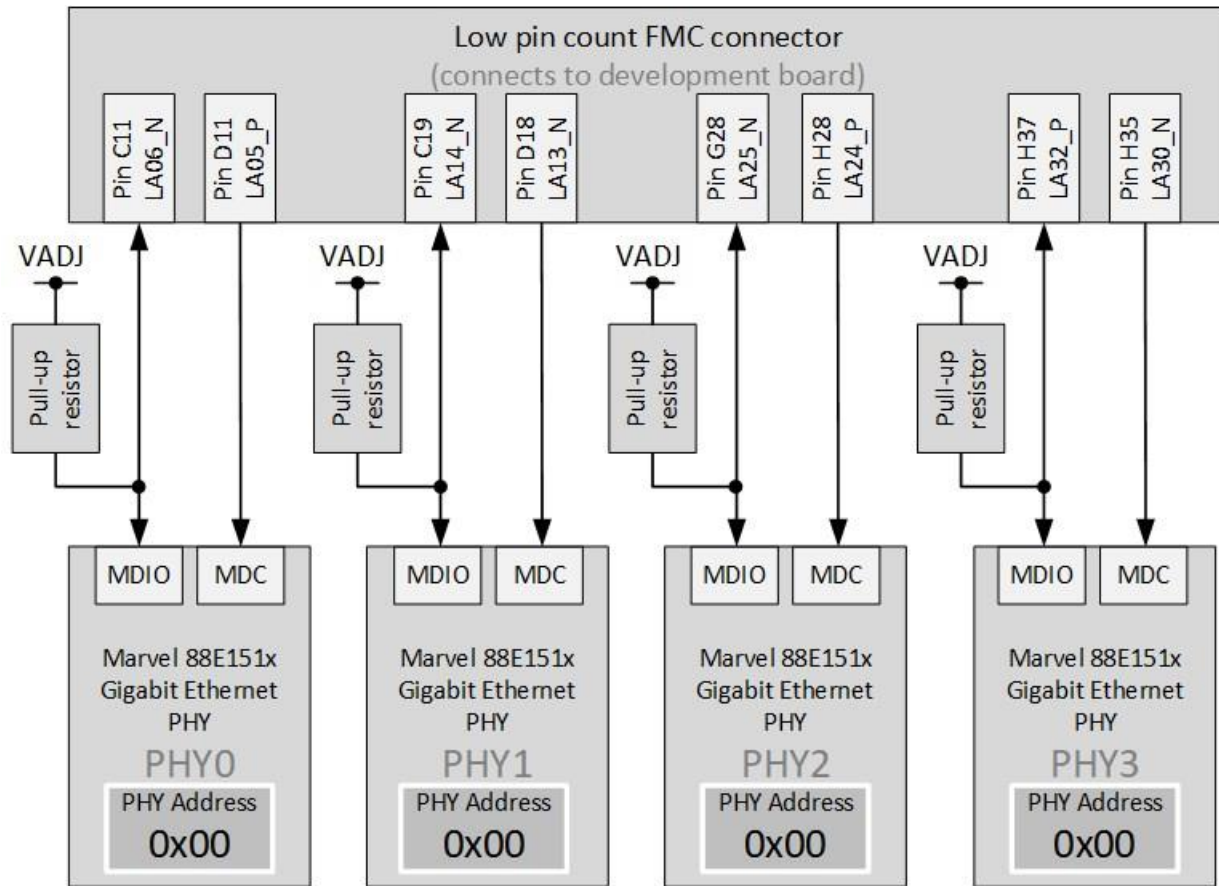 Low pin count FMC connector
(connects to development board)
Pin C11
LA06_N
Pin D11
LA05_P
Pin C19
LA14_N
Pin D18
LA13_N
Pin G28
LA25_N
Pin H28
LA24_P
Pin H37
LA32_P
Pin H35
LA30_N
VADJ
VADJ
VADJ
VADJ
Pull-up
resistor
Pull-up
resistor
Pull-up
resistor
Pull-up
resistor
MDIO
MDC
MDIO
MDC
MDIO
MDC
MDIO
MDC
Marvel 88E151x
Gigabit Ethernet
PHY
PHY0
PHY Address
0x00
Marvel 88E151x
Gigabit Ethernet
PHY
PHY1
PHY Address
0x00
Marvel 88E151x
Gigabit Ethernet
PHY
PHY2
PHY Address
0x00
Marvel 88E151x
Gigabit Ethernet
PHY
PHY3
PHY Address
0x00